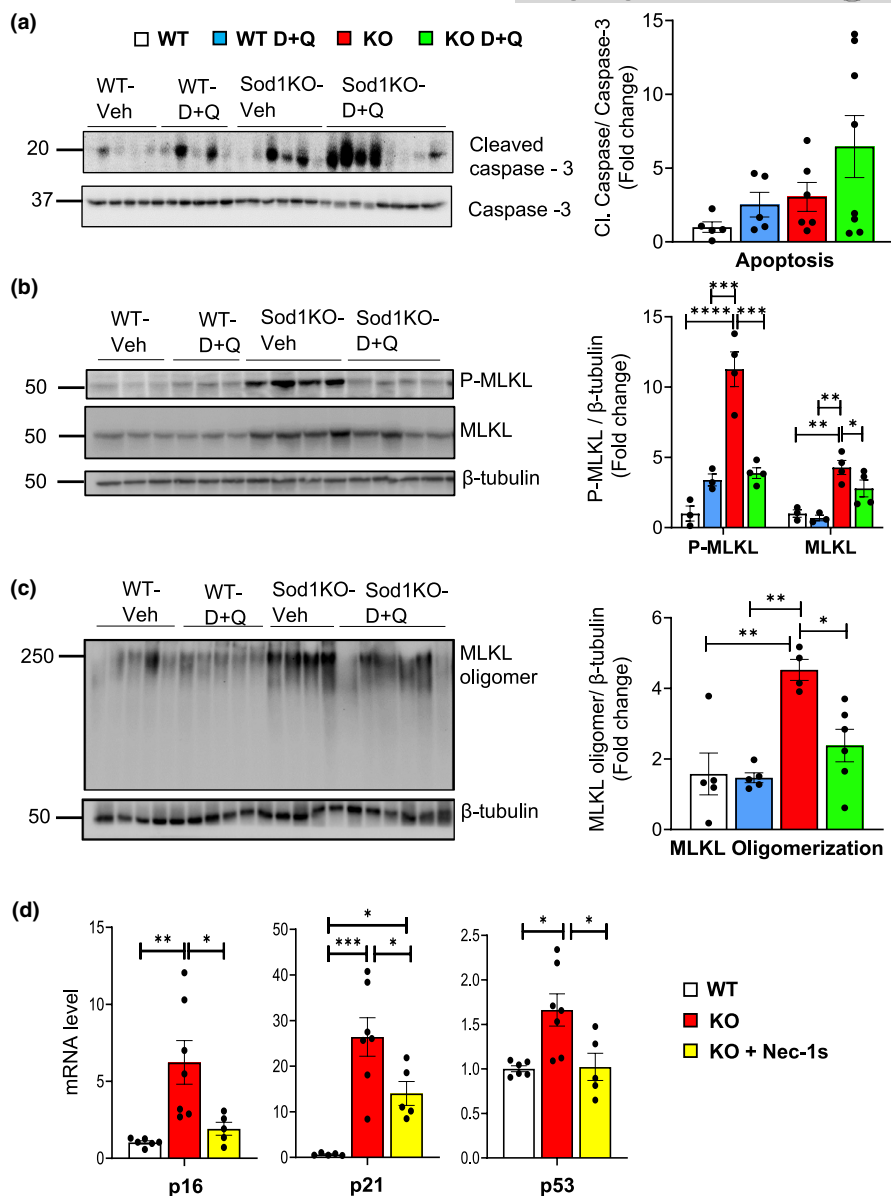 (a)
WT WT D+Q KO KO D+Q
WT-
Veh
WT-
D+Q
Sod1KO-
Veh
Sod1KO-
D+Q
20
Cleaved
caspase - 3
37
Caspase -3
Cl. Caspase/ Caspase-3
(Fold change)
15
10
5
0
Apoptosis
(b)
WT-
Veh
WT-
D+Q
Sod1KO-
Veh
Sod1KO-
D+Q
50
P-MLKL
50
MLKL
50
β-tubulin
P-MLKL / β-tubulin
(Fold change)
15
10
5
0
***
**** ***
**
** *
P-MLKL MLKL
(c)
WT-
Veh
WT-
D+Q
Sod1KO-
Veh
Sod1KO-
D+Q
250
MLKL
oligomer
50
β-tubulin
MLKL oligomer/ β-tubulin
(Fold change)
6
4
2
0
**
** *
MLKL Oligomerization
(d)
mRNA level
15
10
5
0
** *
p16
50
40
30
20
10
0
*
*** *
p21
2.5
2.0
1.5
1.0
0.5
0.0
* *
p53
WT
KO
KO + Nec-1s